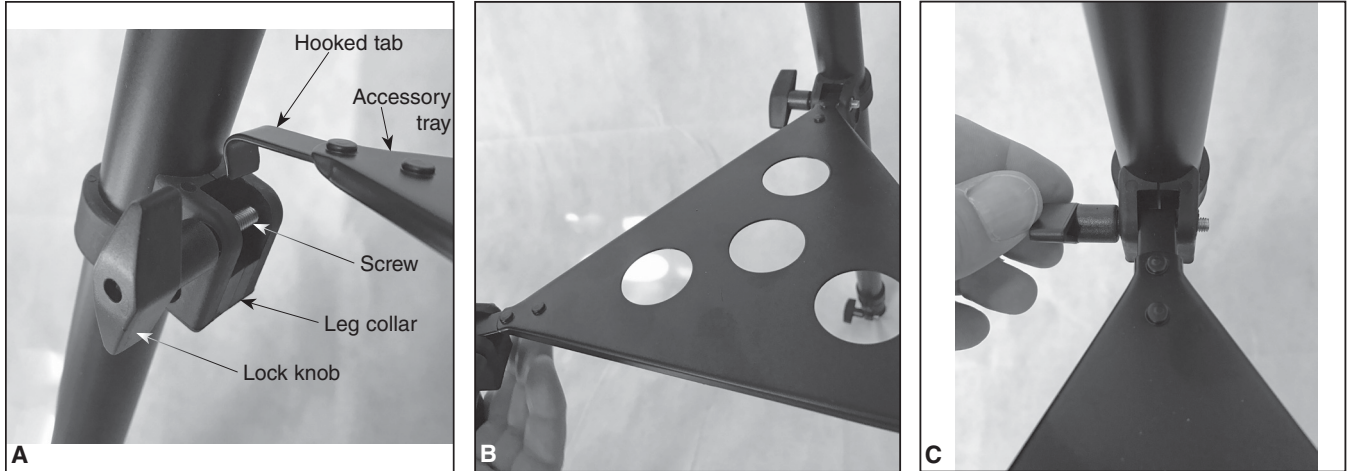 Hooked tab
Accessory
tray
Screw
Leg collar
Lock knob
A
B
C